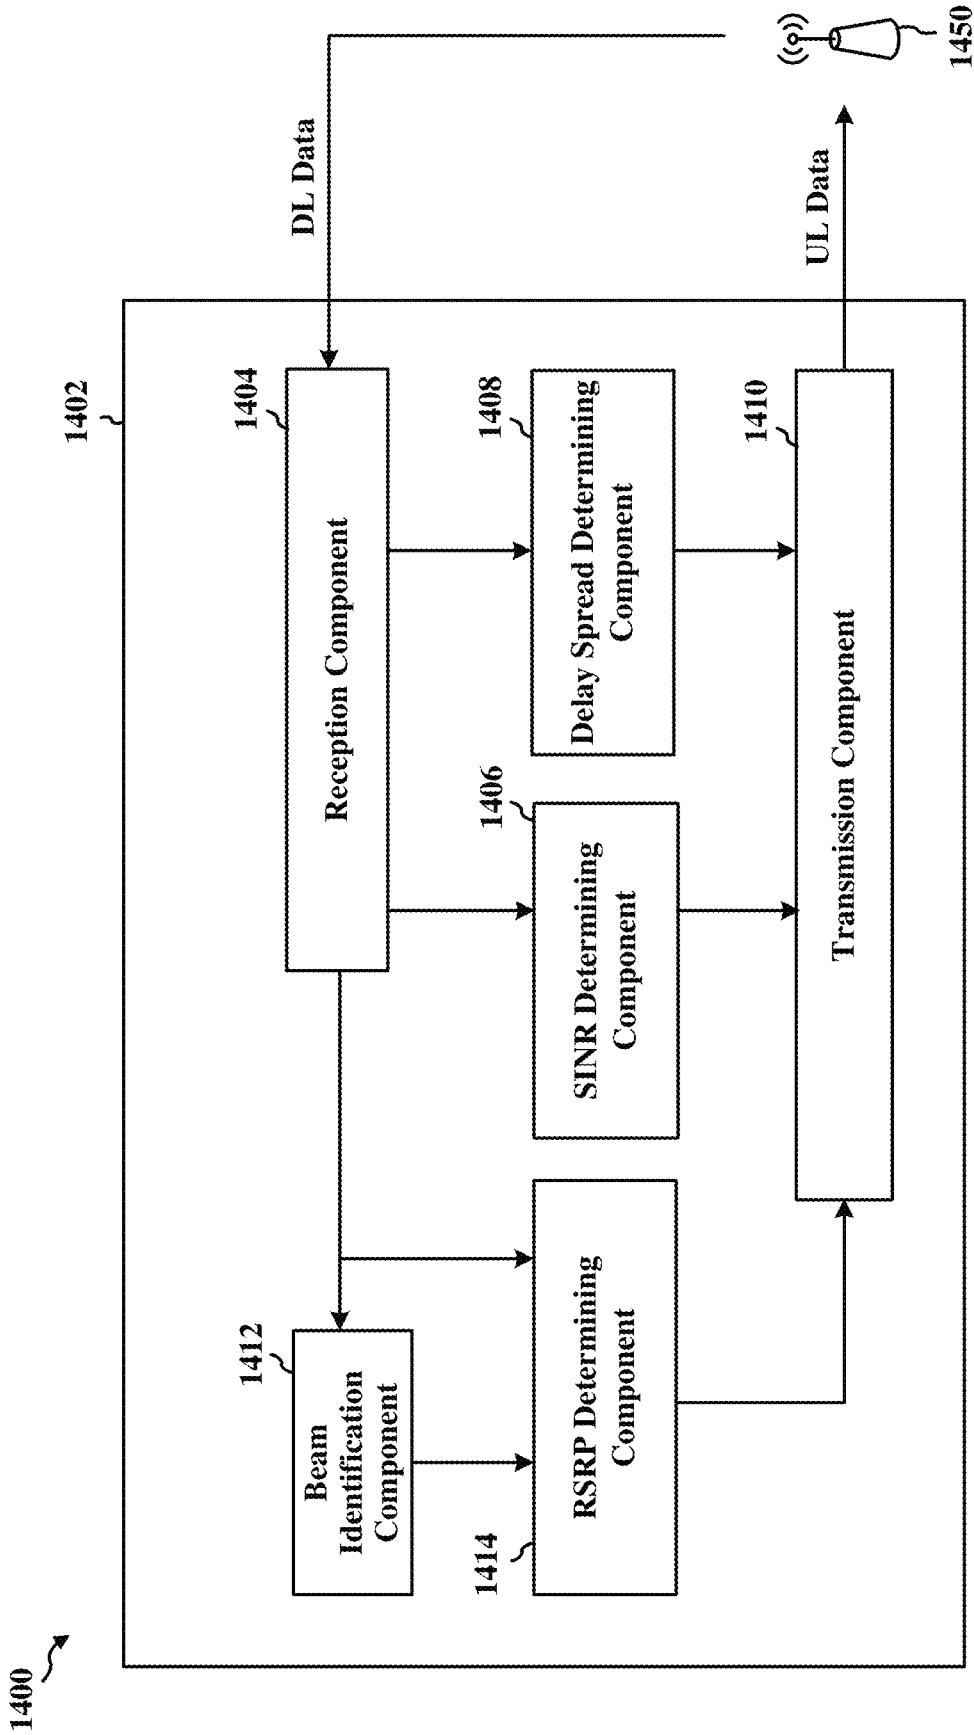 1400
1402
1412
Beam
Identification
Component
1404
Reception Component
DL Data
1414
RSRP Determining
Component
1406
SINR Determining
Component
1408
Delay Spread Determining
Component
1410
Transmission Component
UL Data
1450